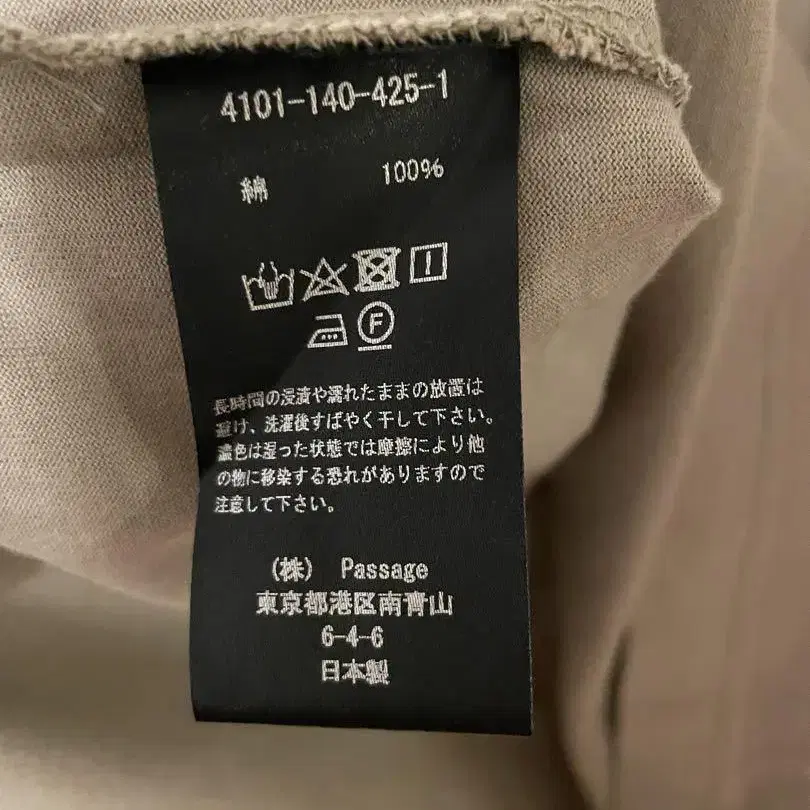 4101-140-425-1
綿 100%
F
長時間の浸漬や濡れたままの放置は
避け、洗濯後すばやく干して下さい。
濃色は湿った状態では摩擦により他
の物に移染する恐れがありますので
注意して下さい。
(株) Passage
東京都港区南青山
6-4-6
日本製